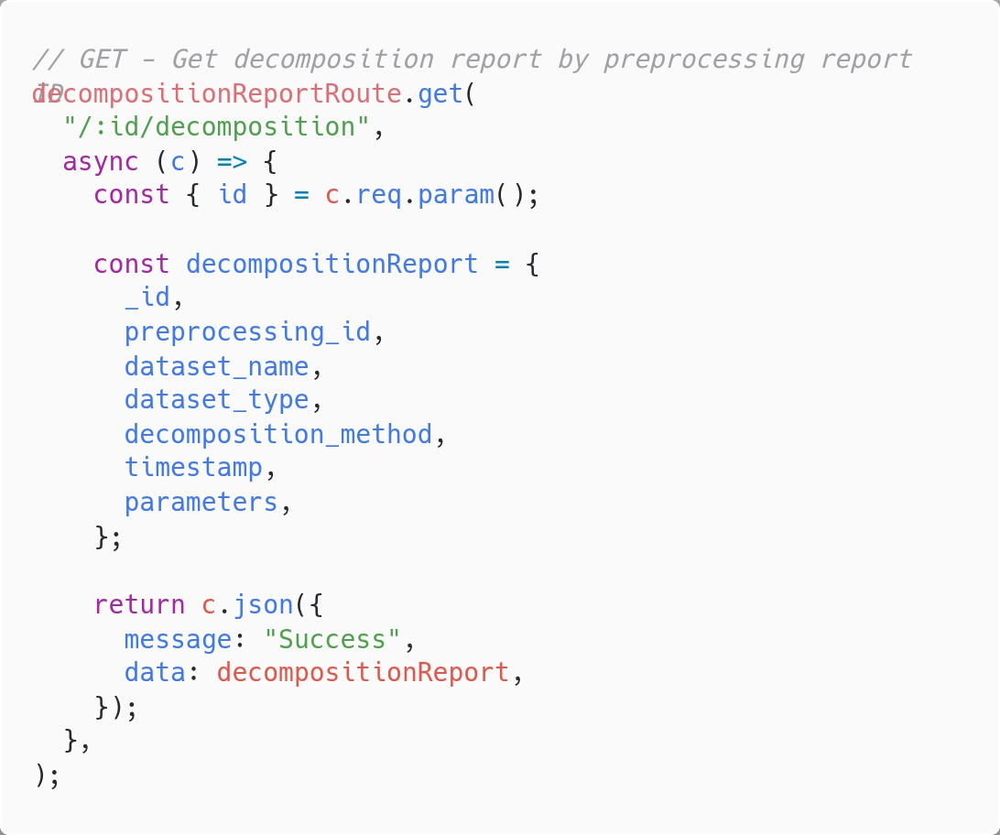 // GET - Get decomposition report by preprocessing report
ID
decompositionReportRoute.get(
  "/:id/decomposition",
  async (c) => {
    const { id } = c.req.param();

    const decompositionReport = {
      _id,
      preprocessing_id,
      dataset_name,
      dataset_type,
      decomposition_method,
      timestamp,
      parameters,
    };

    return c.json({
      message: "Success",
      data: decompositionReport,
    });
  },
);